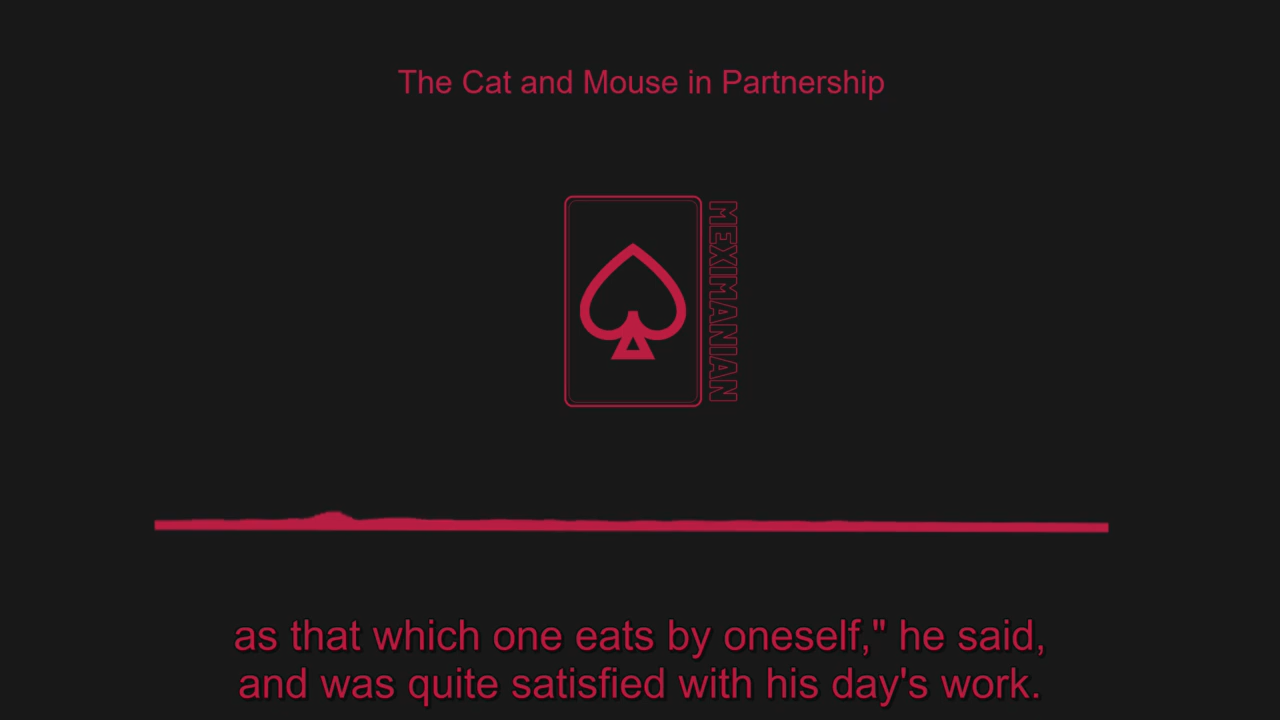 The Cat and Mouse in Partnership
MEXIMANIAN
as that which one eats by oneself," he said,
and was quite satisfied with his day's work.